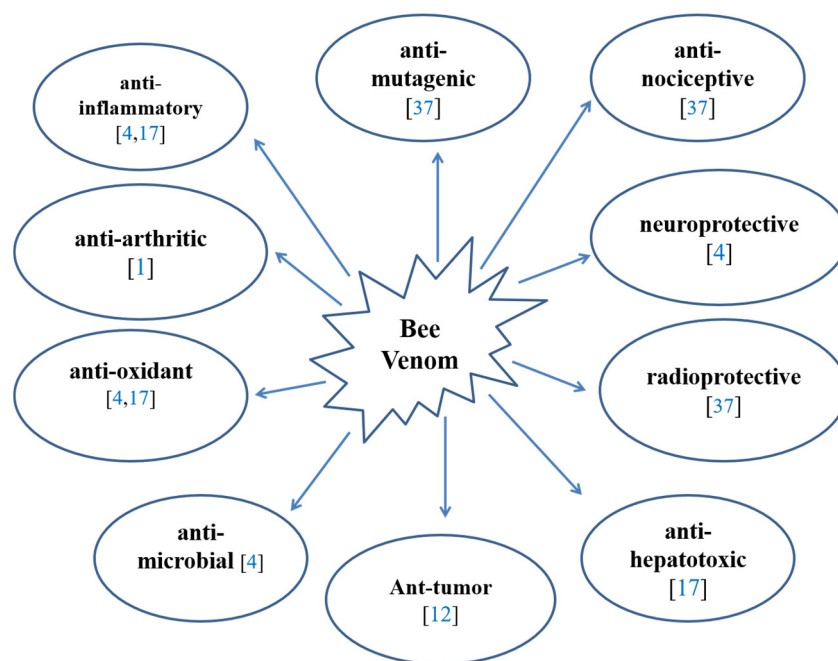 anti-
mutagenic
[37]
anti-
nociceptive
[37]
anti-
inflammatory
[4,17]
neuroprotective
[4]
anti-arthritic
[1]
Bee
Venom
anti-oxidant
[4,17]
radioprotective
[37]
anti-
microbial [4]
Ant-tumor
[12]
anti-
hepatotoxic
[17]